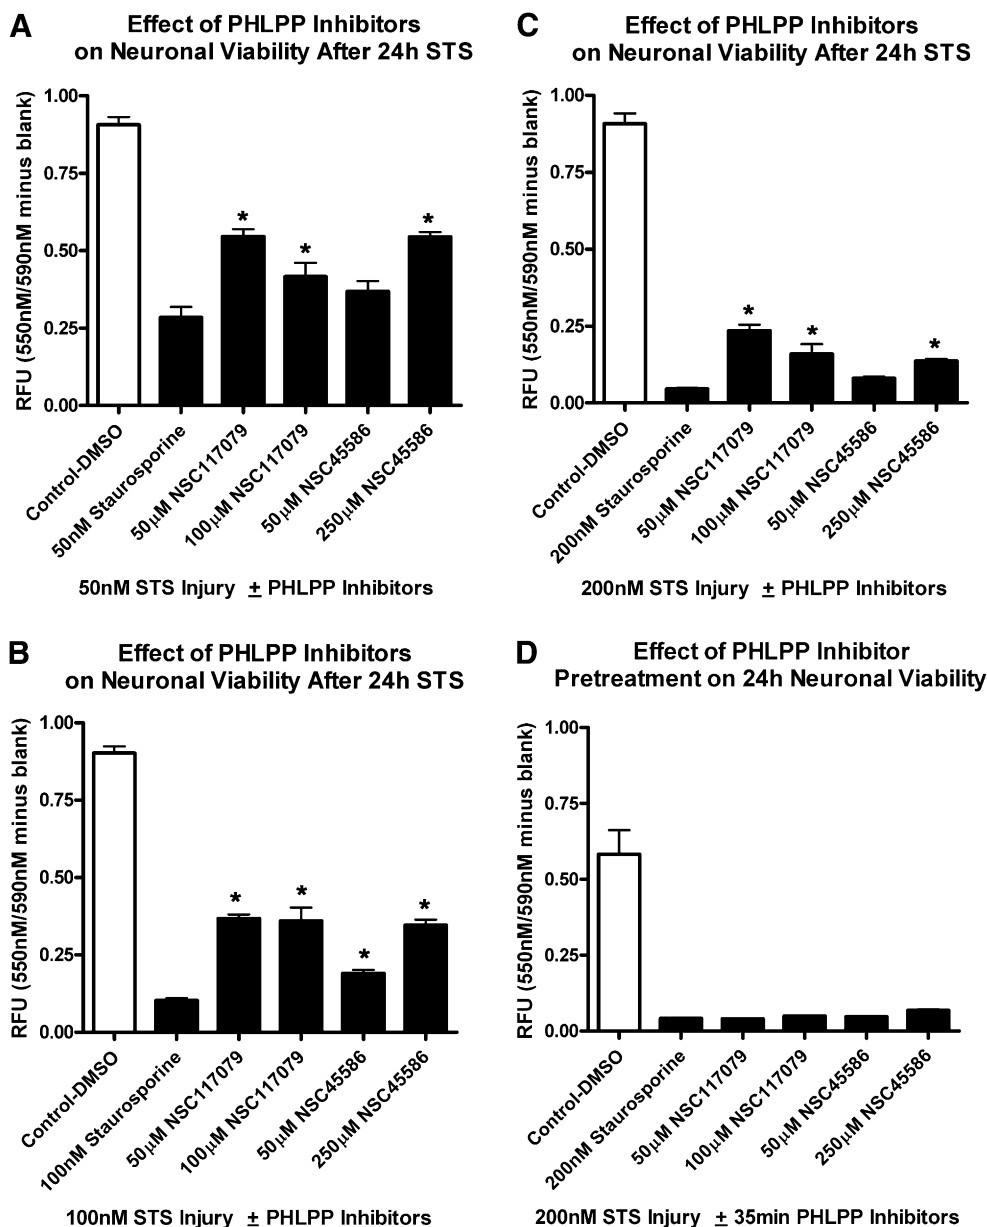 A
Effect of PHLPP Inhibitors
on Neuronal Viability After 24h STS
RFU (550nM/590nM minus blank)
1.00
0.75
0.50
0.25
0.00
*
*
*
Control-DMSO
50nM Staurosporine
50μM NSC117079
100μM NSC117079
50μM NSC45586
250μM NSC45586
50nM STS Injury ± PHLPP Inhibitors
C
Effect of PHLPP Inhibitors
on Neuronal Viability After 24h STS
RFU (550nM/590nM minus blank)
1.00
0.75
0.50
0.25
0.00
*
*
*
Control-DMSO
200nM Staurosporine
50μM NSC117079
100μM NSC117079
50μM NSC45586
250μM NSC45586
200nM STS Injury ± PHLPP Inhibitors
B
Effect of PHLPP Inhibitors
on Neuronal Viability After 24h STS
RFU (550nM/590nM minus blank)
1.00
0.75
0.50
0.25
0.00
*
*
*
*
Control-DMSO
100nM Staurosporine
50μM NSC117079
100μM NSC117079
50μM NSC45586
250μM NSC45586
100nM STS Injury ± PHLPP Inhibitors
D
Effect of PHLPP Inhibitor
Pretreatment on 24h Neuronal Viability
RFU (550nM/590nM minus blank)
1.00
0.75
0.50
0.25
0.00
Control-DMSO
200nM Staurosporine
50μM NSC117079
100μM NSC117079
50μM NSC45586
250μM NSC45586
200nM STS Injury ± 35min PHLPP Inhibitors